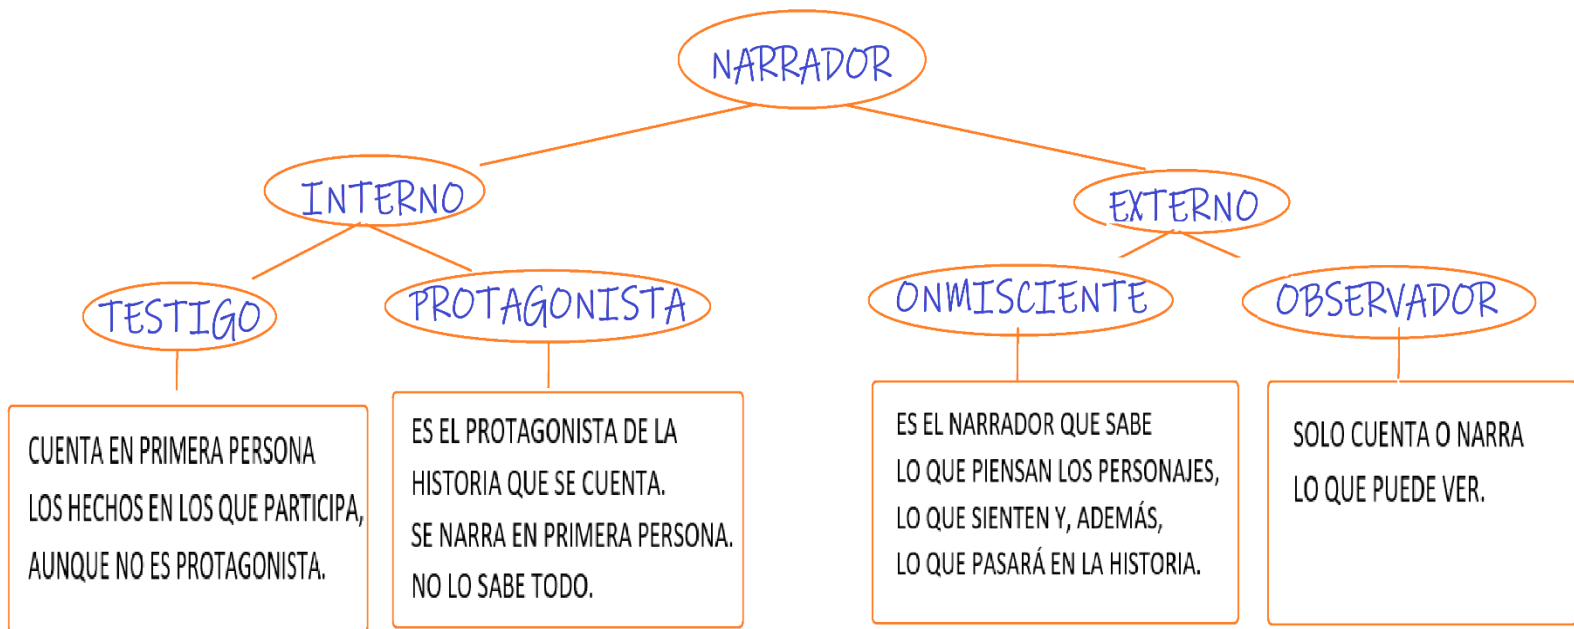 NARRADOR
INTERNO
EXTERNO
TESTIGO
PROTAGONISTA
ONMISCIENTE
OBSERVADOR
CUENTA EN PRIMERA PERSONA
LOS HECHOS EN LOS QUE PARTICIPA,
AUNQUE NO ES PROTAGONISTA.
ES EL PROTAGONISTA DE LA
HISTORIA QUE SE CUENTA.
SE NARRA EN PRIMERA PERSONA.
NO LO SABE TODO.
ES EL NARRADOR QUE SABE
LO QUE PIENSAN LOS PERSONAJES,
LO QUE SIENTEN Y, ADEMÁS,
LO QUE PASARÁ EN LA HISTORIA.
SOLO CUENTA O NARRA
LO QUE PUEDE VER.